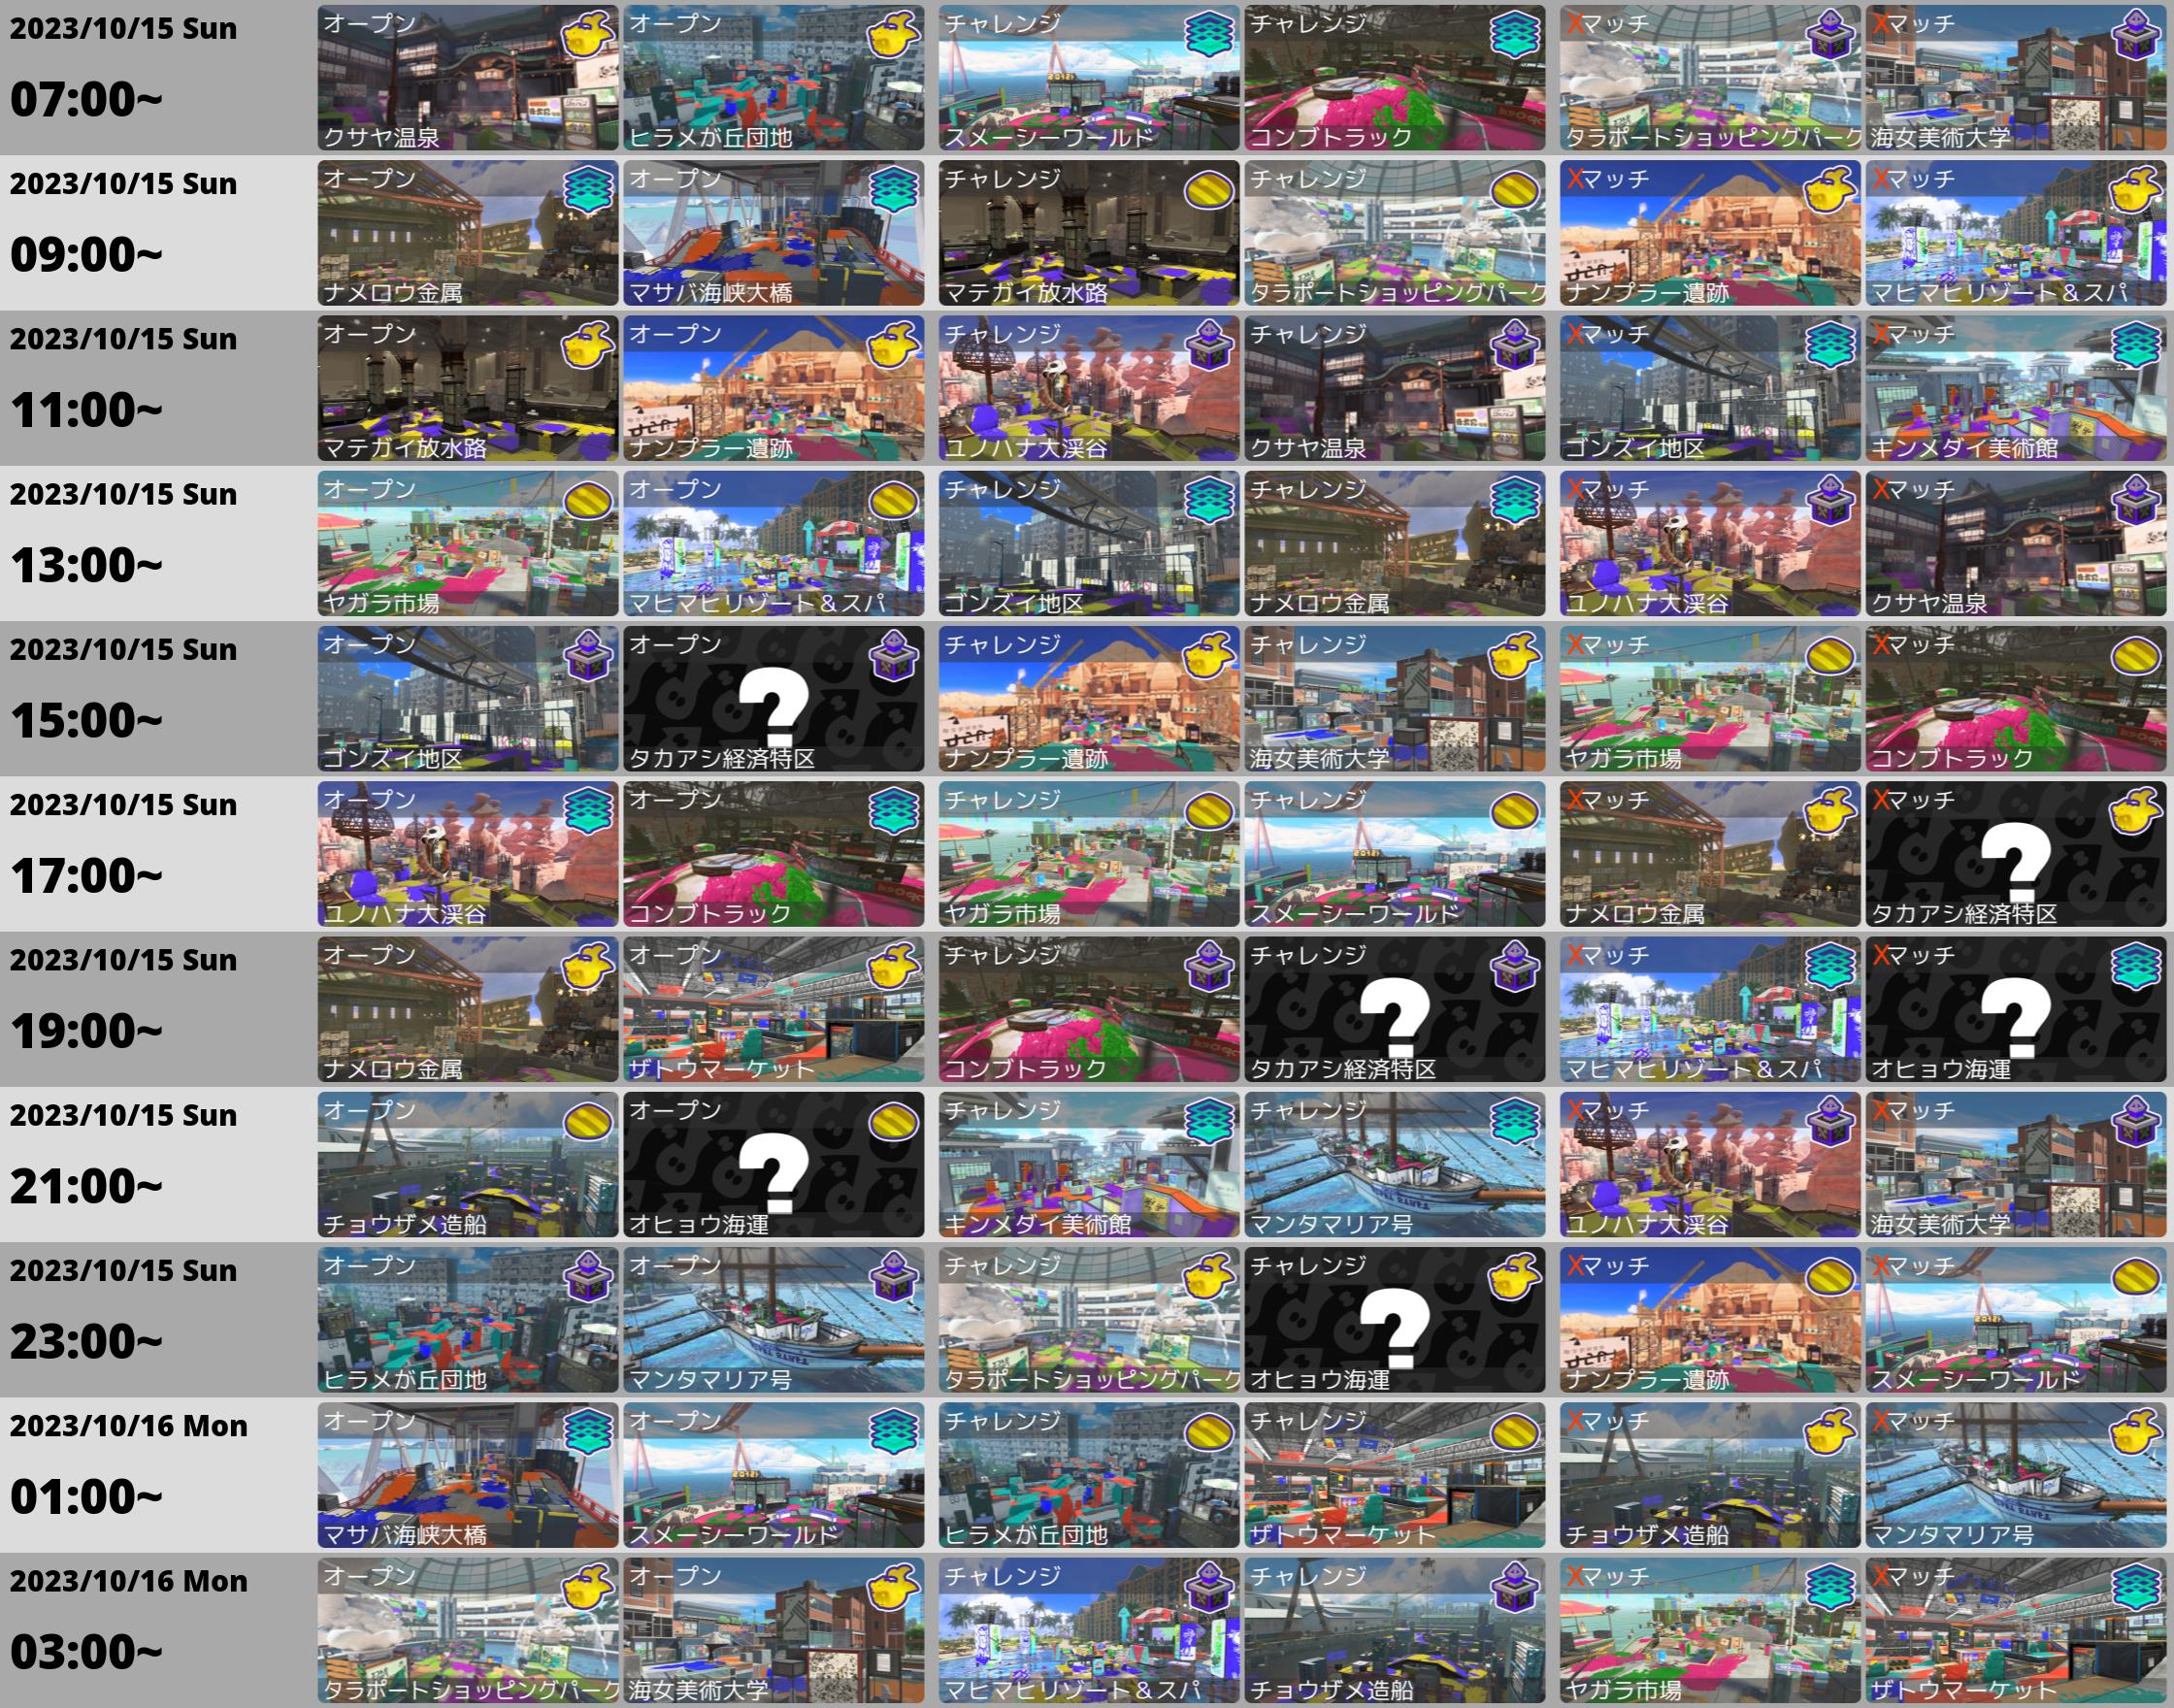 2023/10/15 Sun
07:00~
オープン
クサヤ温泉
オープン
ヒラメが丘団地
チャレンジ
スメーシーワールド
チャレンジ
コンブトラック
Xマッチ
タラポートショッピングパーク
Xマッチ
海女美術大学
2023/10/15 Sun
09:00~
オープン
ナメロウ金属
オープン
マサバ海峡大橋
チャレンジ
マテガイ放水路
チャレンジ
タラポートショッピングパーク
Xマッチ
ナンプラー遺跡
Xマッチ
マヒマヒリゾート&スパ
2023/10/15 Sun
11:00~
オープン
マテガイ放水路
オープン
ナンプラー遺跡
チャレンジ
ユノハナ大渓谷
チャレンジ
クサヤ温泉
Xマッチ
ゴンズイ地区
Xマッチ
キンメダイ美術館
2023/10/15 Sun
13:00~
オープン
ヤガラ市場
オープン
マヒマヒリゾート&スパ
チャレンジ
ゴンズイ地区
チャレンジ
ナメロウ金属
Xマッチ
ユノハナ大渓谷
Xマッチ
クサヤ温泉
2023/10/15 Sun
15:00~
オープン
ゴンズイ地区
オープン
?
タカアシ経済特区
チャレンジ
ナンプラー遺跡
チャレンジ
海女美術大学
Xマッチ
ヤガラ市場
Xマッチ
コンブトラック
2023/10/15 Sun
17:00~
オープン
ユノハナ大渓谷
オープン
コンブトラック
チャレンジ
ヤガラ市場
チャレンジ
スメーシーワールド
Xマッチ
ナメロウ金属
Xマッチ
?
タカアシ経済特区
2023/10/15 Sun
19:00~
オープン
ナメロウ金属
オープン
ザトウマーケット
チャレンジ
コンブトラック
チャレンジ
?
タカアシ経済特区
Xマッチ
マヒマヒリゾート&スパ
Xマッチ
?
オヒョウ海運
2023/10/15 Sun
21:00~
オープン
チョウザメ造船
オープン
?
オヒョウ海運
チャレンジ
キンメダイ美術館
チャレンジ
マンタマリア号
Xマッチ
ユノハナ大渓谷
Xマッチ
海女美術大学
2023/10/15 Sun
23:00~
オープン
ヒラメが丘団地
オープン
マンタマリア号
チャレンジ
タラポートショッピングパーク
チャレンジ
?
オヒョウ海運
Xマッチ
ナンプラー遺跡
Xマッチ
スメーシーワールド
2023/10/16 Mon
01:00~
オープン
マサバ海峡大橋
オープン
スメーシーワールド
チャレンジ
ヒラメが丘団地
チャレンジ
ザトウマーケット
Xマッチ
チョウザメ造船
Xマッチ
マンタマリア号
2023/10/16 Mon
03:00~
オープン
タラポートショッピングパーク
オープン
海女美術大学
チャレンジ
マヒマヒリゾート&スパ
チャレンジ
チョウザメ造船
Xマッチ
ヤガラ市場
Xマッチ
ザトウマーケット